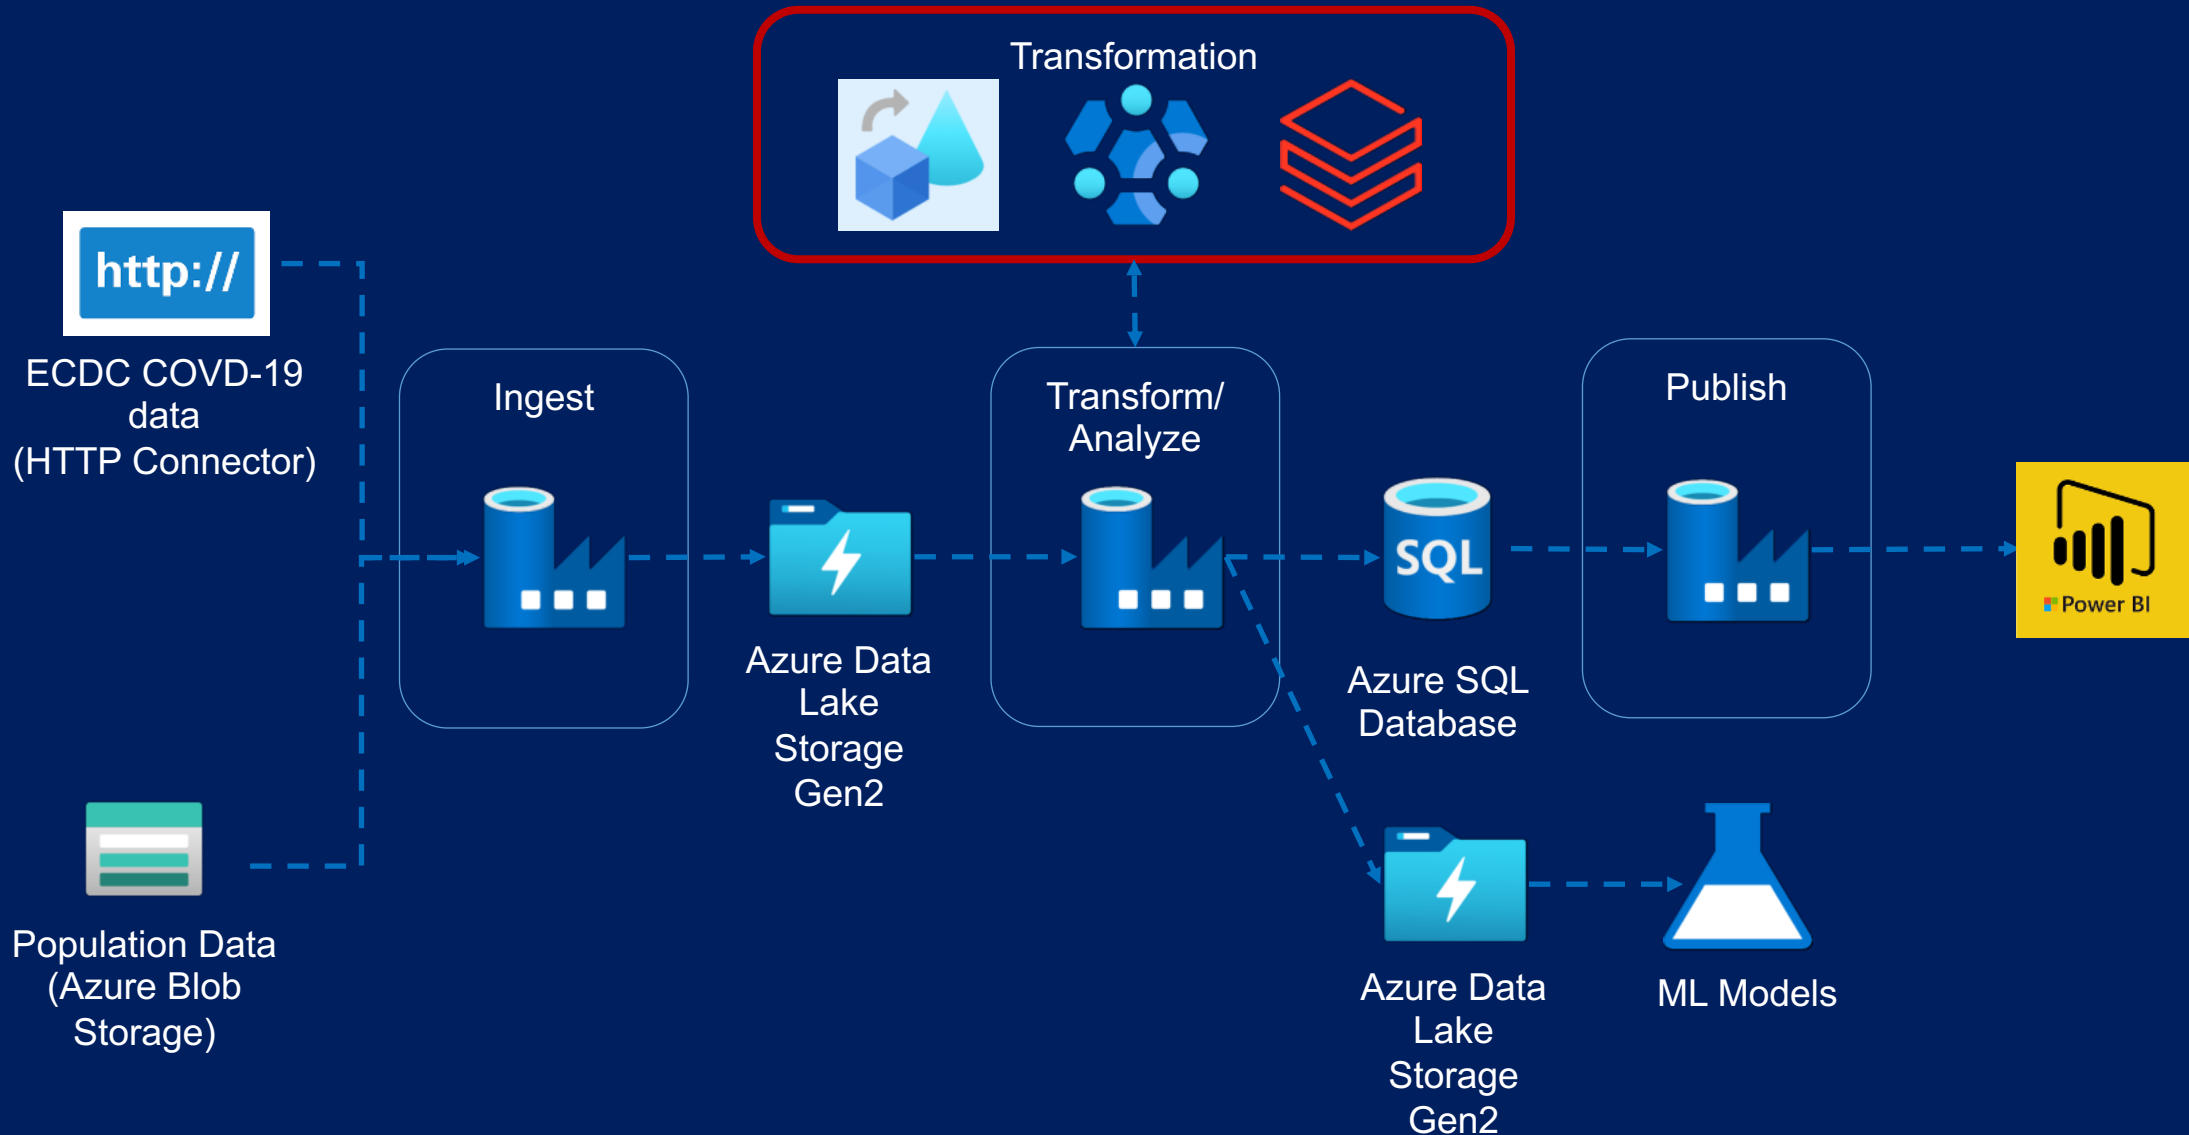 Transformation
http://
ECDC COVD-19
data
(HTTP Connector)
Ingest
Transform/
Analyze
Publish
SQL
Power BI
Azure Data
Lake
Storage
Gen2
Azure SQL
Database
Population Data
(Azure Blob
Storage)
Azure Data
Lake
Storage
Gen2
ML Models